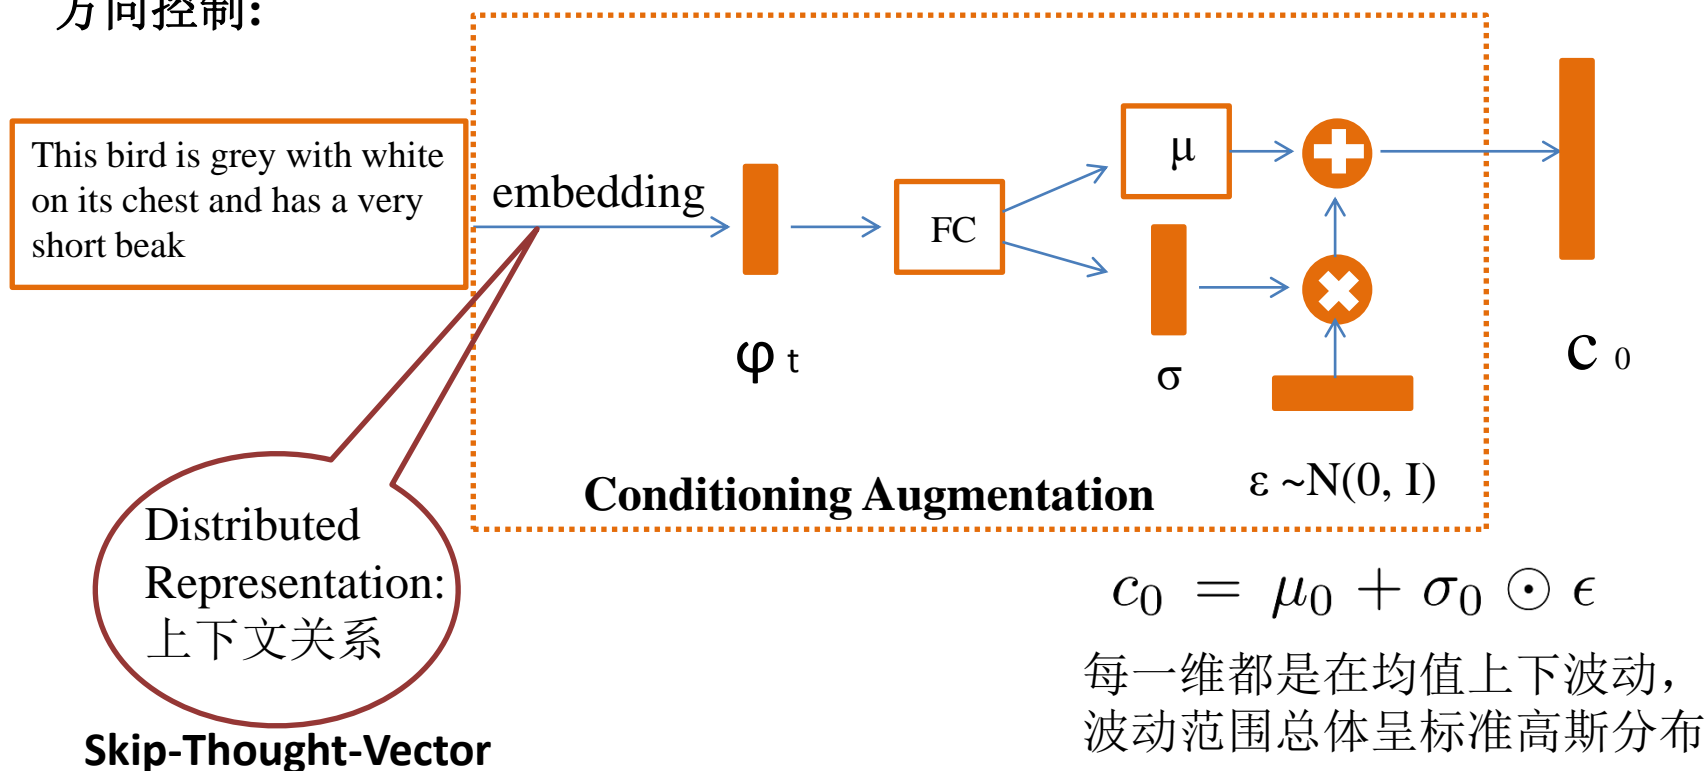 方向控制:
This bird is grey with white
on its chest and has a very
short beak
embedding
φ t
FC
μ
σ
ε ~N(0, I)
c 0
Conditioning Augmentation
Distributed
Representation:
上下文关系
Skip-Thought-Vector
c₀ = μ₀ + σ₀ ⊙ ϵ
每一维都是在均值上下波动，
波动范围总体呈标准高斯分布